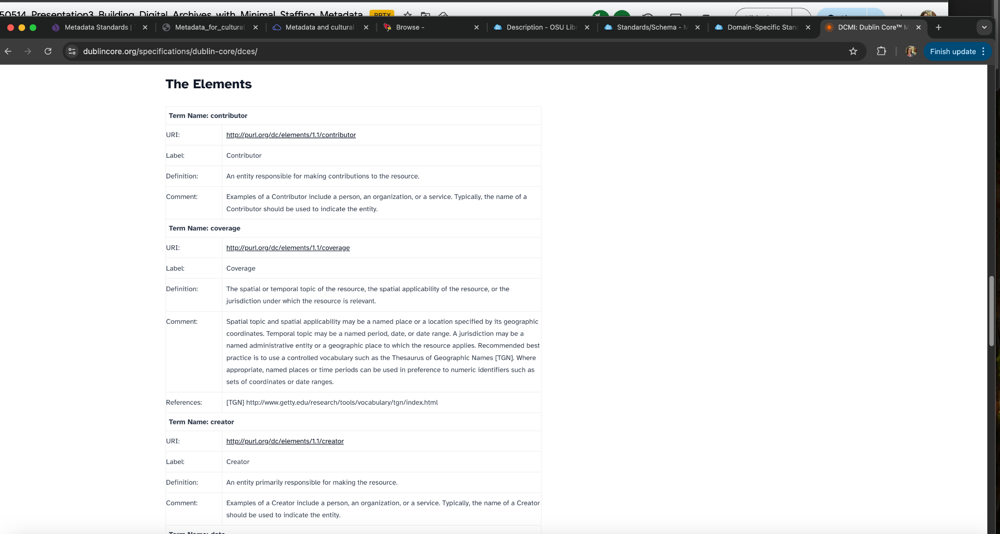 50514_Presentation3_Building_Digital_Archives_with_Minimal_Staffing_Metadata
PPTX
Metadata Standards |
Metadata_for_cultural
Metadata and cultural
Browse -
Description - OSU Libr
Standards/Schema - M
Domain-Specific Stand
DCMI: Dublin Core™ M
dublincore.org/specifications/dublin-core/dces/
Finish update
The Elements
Term Name: contributor
URI: http://purl.org/dc/elements/1.1/contributor
Label: Contributor
Definition: An entity responsible for making contributions to the resource.
Comment: Examples of a Contributor include a person, an organization, or a service. Typically, the name of a
Contributor should be used to indicate the entity.
Term Name: coverage
URI: http://purl.org/dc/elements/1.1/coverage
Label: Coverage
Definition: The spatial or temporal topic of the resource, the spatial applicability of the resource, or the
jurisdiction under which the resource is relevant.
Comment: Spatial topic and spatial applicability may be a named place or a location specified by its geographic
coordinates. Temporal topic may be a named period, date, or date range. A jurisdiction may be a
named administrative entity or a geographic place to which the resource applies. Recommended best
practice is to use a controlled vocabulary such as the Thesaurus of Geographic Names [TGN]. Where
appropriate, named places or time periods can be used in preference to numeric identifiers such as
sets of coordinates or date ranges.
References: [TGN] http://www.getty.edu/research/tools/vocabulary/tgn/index.html
Term Name: creator
URI: http://purl.org/dc/elements/1.1/creator
Label: Creator
Definition: An entity primarily responsible for making the resource.
Comment: Examples of a Creator include a person, an organization, or a service. Typically, the name of a Creator
should be used to indicate the entity.
Term Name: date